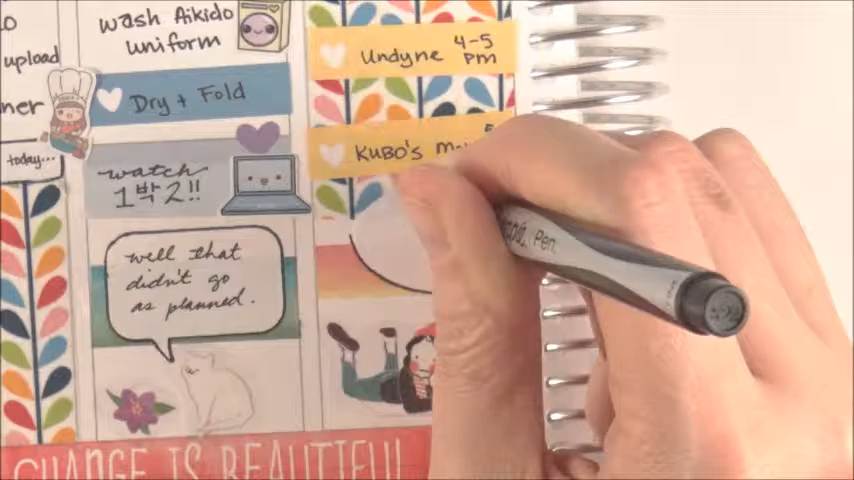 wash Aikido
uniform
upload
Dry + Fold
today...
watch
1박2!!
well that
didn't go
as planned.
Undyne 4-5
pm
KUBO'S
Pen
CHANGE IS BEAUTIFUL